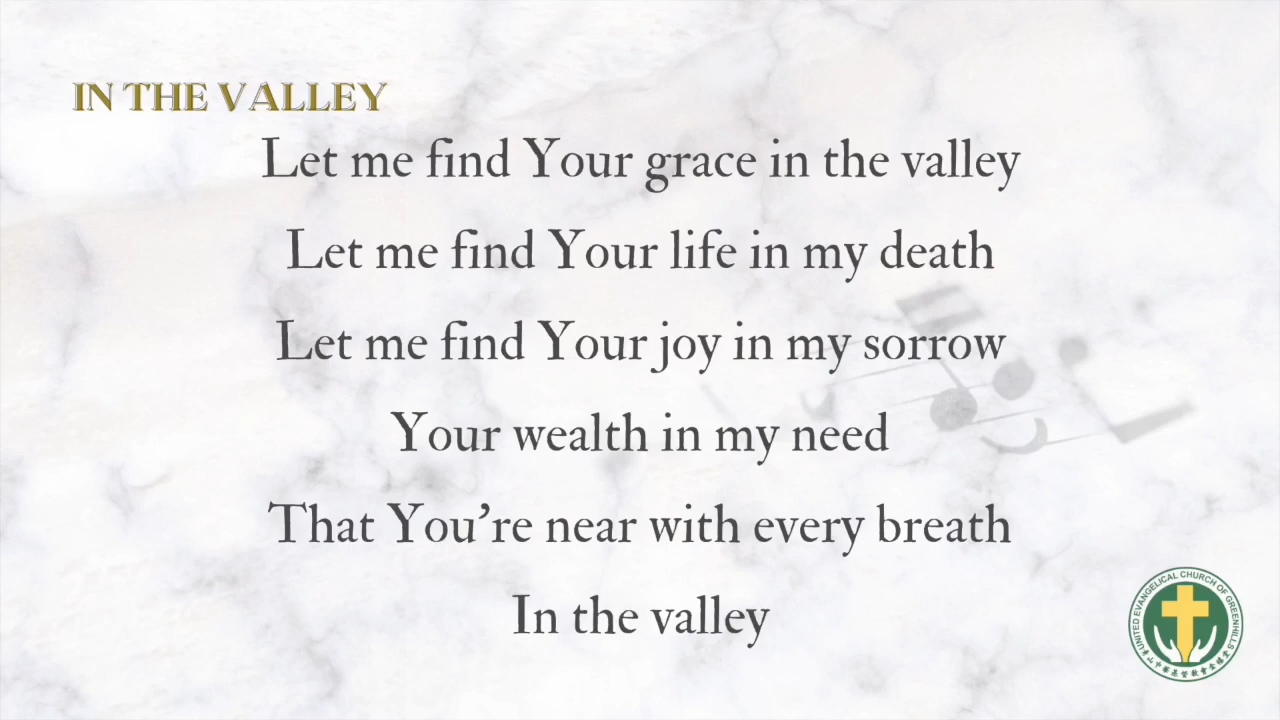 IN THE VALLEY
Let me find Your grace in the valley
Let me find Your life in my death
Let me find Your joy in my sorrow
Your wealth in my need
That You're near with every breath
In the valley
UNITED EVANGELICAL CHURCH OF GREENHILLS